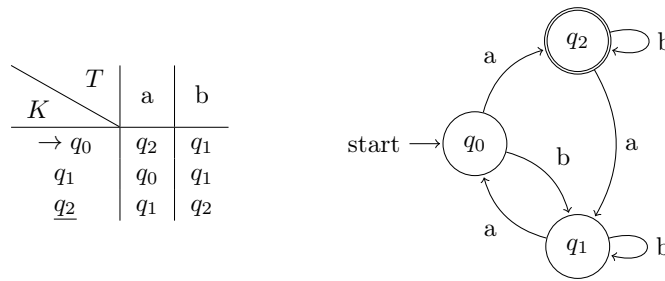 T a b
K
→ q₀ q₂ q₁
q₁ q₀ q₁
q₂ q₁ q₂
q₂ b
a
start q₀ a
b
a
q₁ b